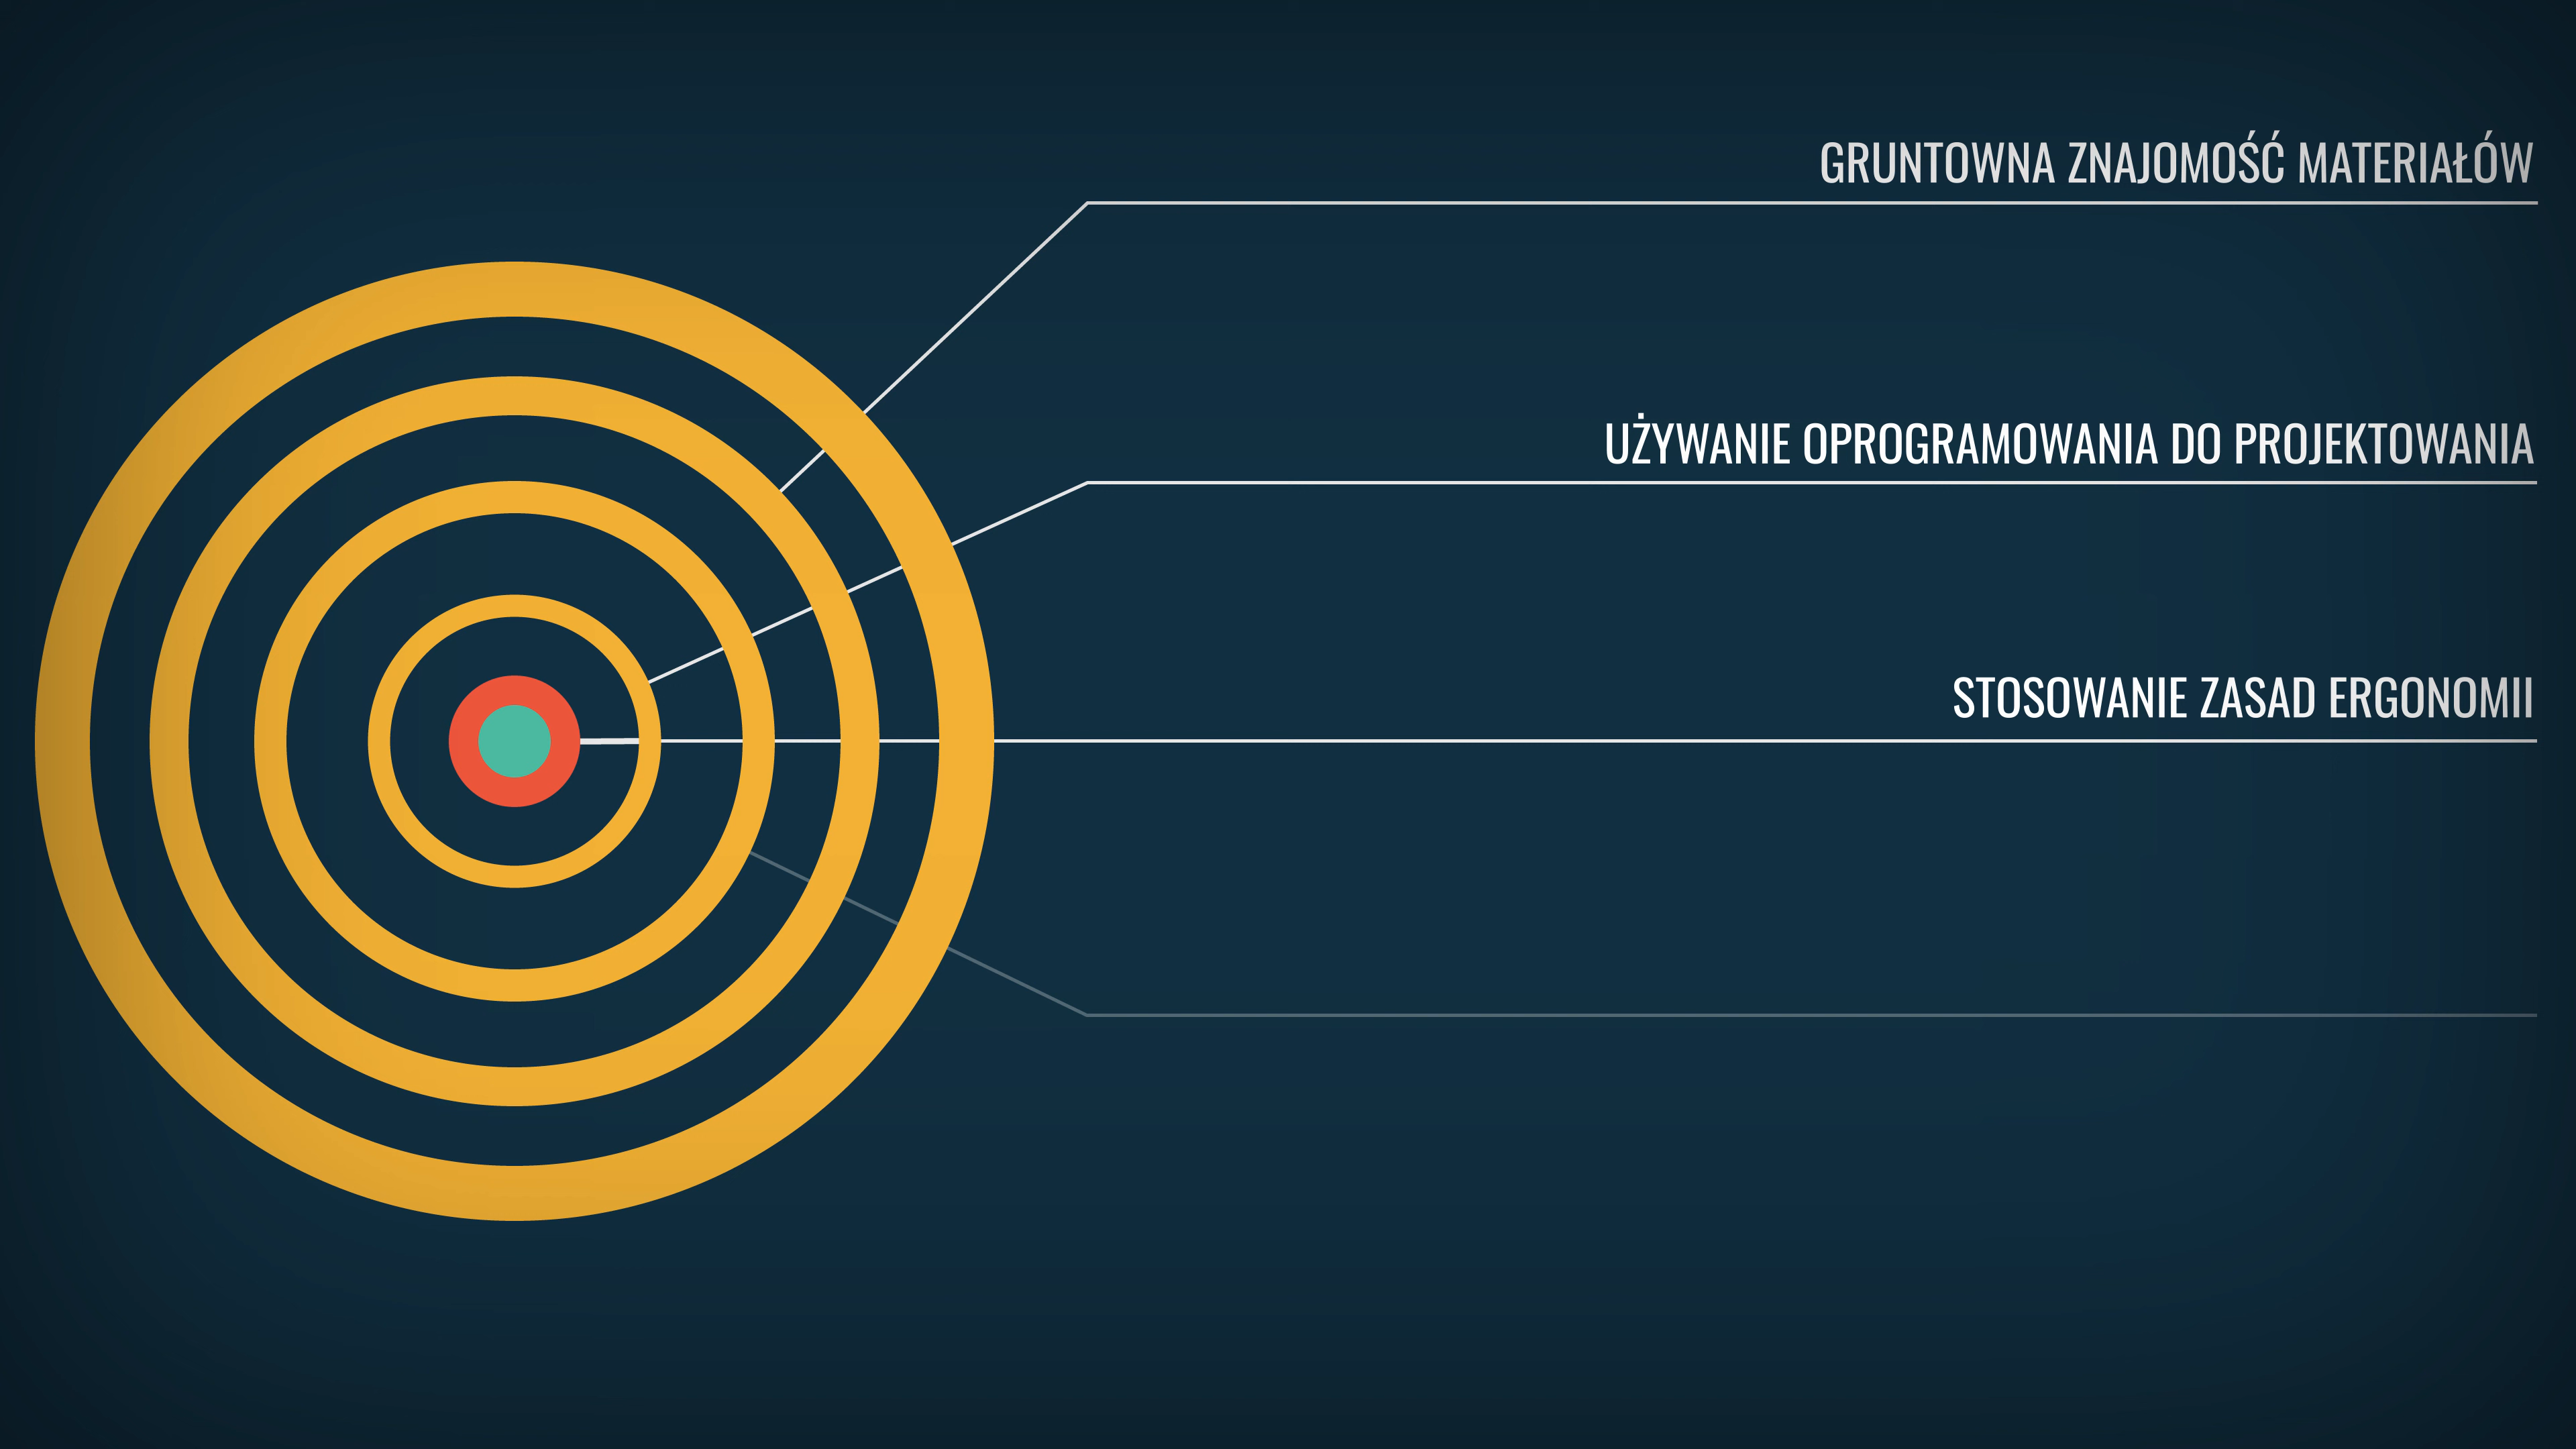 GRUNTOWNA ZNAJOMOŚĆ MATERIAŁÓW
UŻYWANIE OPROGRAMOWANIA DO PROJEKTOWANIA
STOSOWANIE ZASAD ERGONOMII